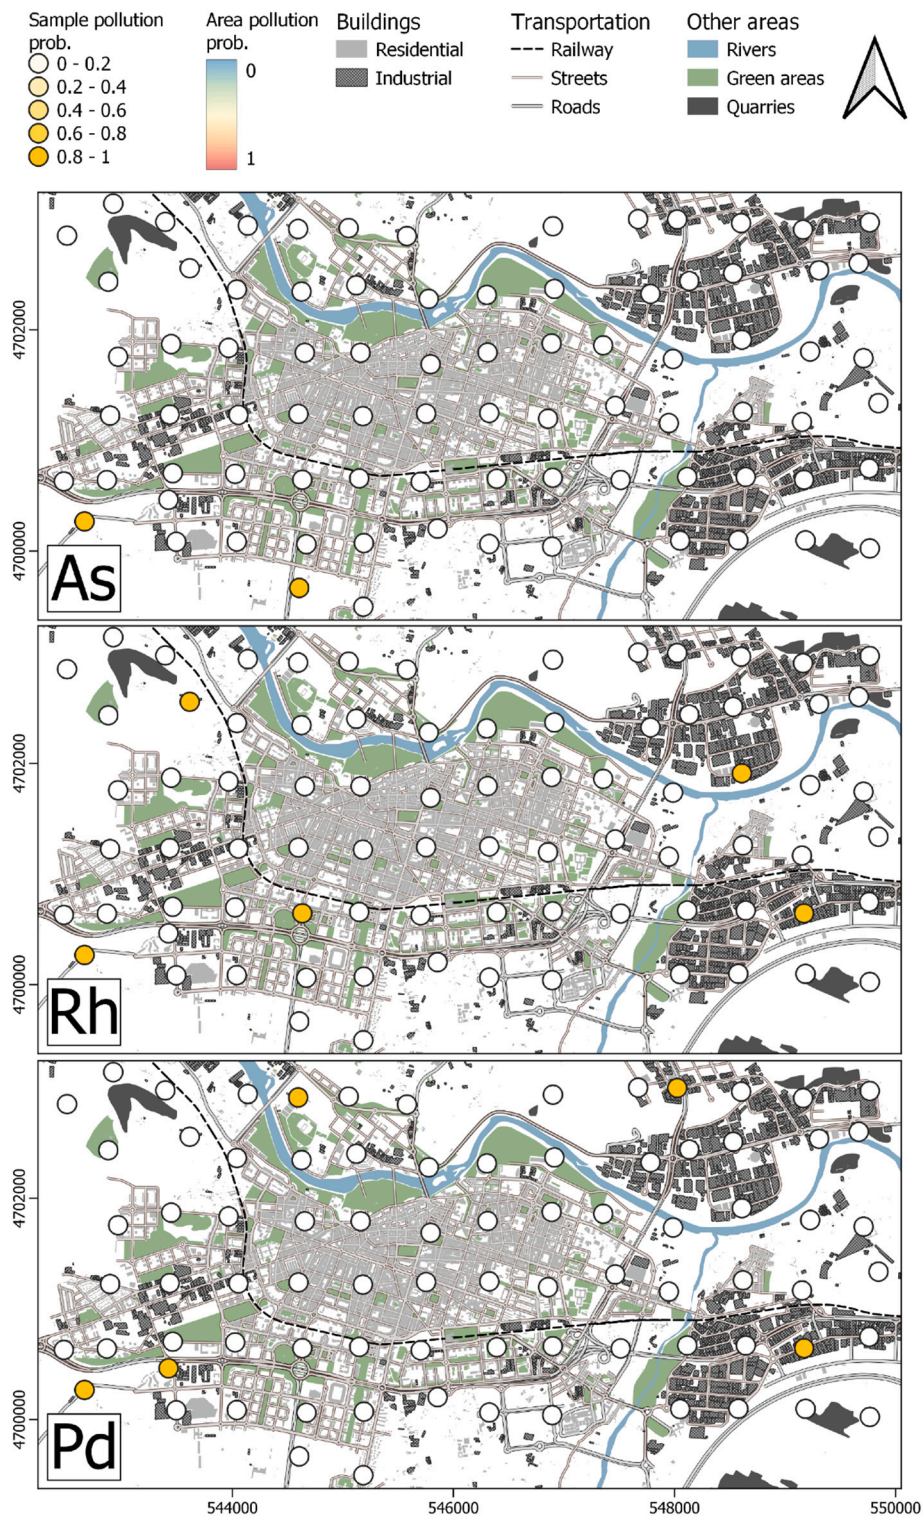 Sample pollution
prob.
0 - 0.2
0.2 - 0.4
0.4 - 0.6
0.6 - 0.8
0.8 - 1
Area pollution
prob.
0
1
Buildings
Residential
Industrial
Transportation
Railway
Streets
Roads
Other areas
Rivers
Green areas
Quarries
4702000
4700000
As
4702000
4700000
Rh
4702000
4700000
Pd
544000 546000 548000 550000